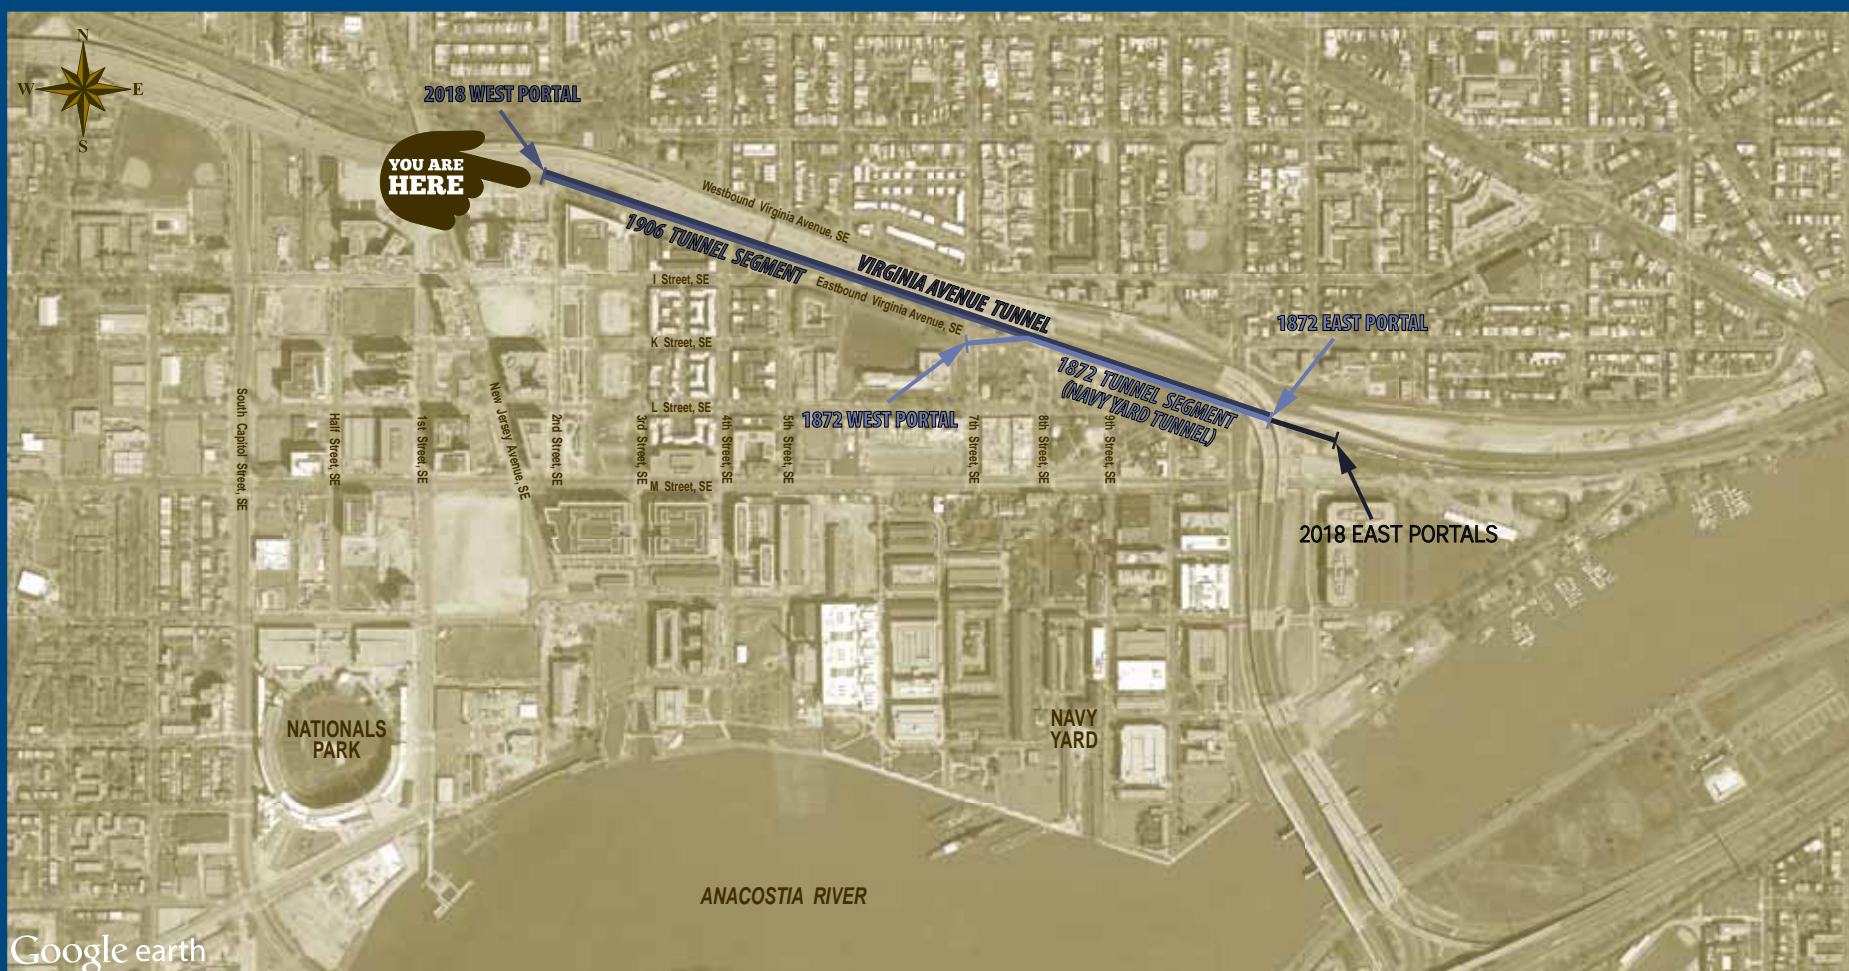 N
W
E
S
2018 WEST PORTAL
YOU ARE
HERE
Westbound Virginia Avenue, SE
1906 TUNNEL SEGMENT
VIRGINIA AVENUE TUNNEL
Eastbound Virginia Avenue, SE
I Street, SE
K Street, SE
L Street, SE
M Street, SE
1872 EAST PORTAL
1872 TUNNEL SEGMENT
(NAVY YARD TUNNEL)
1872 WEST PORTAL
South Capitol Street, SE
Half Street, SE
1st Street, SE
New Jersey Avenue, SE
2nd Street, SE
3rd Street, SE
4th Street, SE
5th Street, SE
7th Street, SE
8th Street, SE
9th Street, SE
2018 EAST PORTALS
NATIONALS
PARK
NAVY
YARD
ANACOSTIA RIVER
Google earth